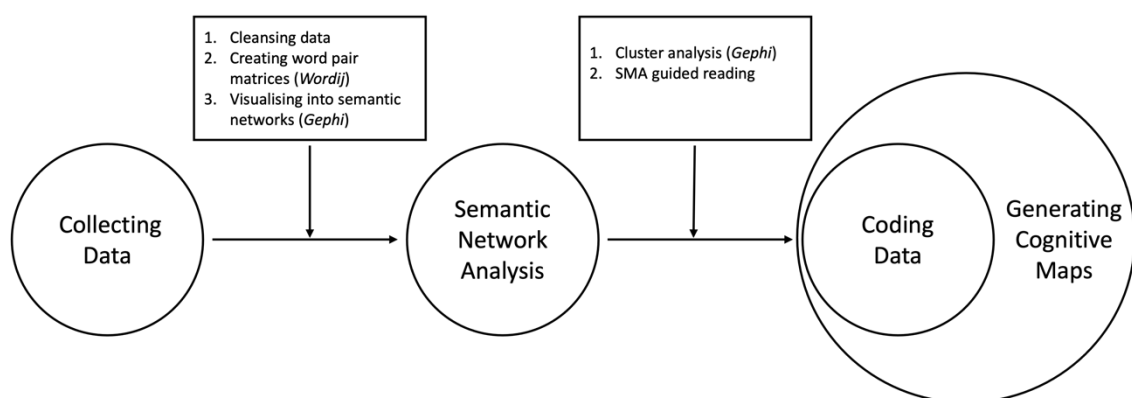 1. Cleansing data
2. Creating word pair
matrices (Wordij)
3. Visualising into semantic
networks (Gephi)
1. Cluster analysis (Gephi)
2. SMA guided reading
Collecting
Data
Semantic
Network
Analysis
Coding
Data
Generating
Cognitive
Maps